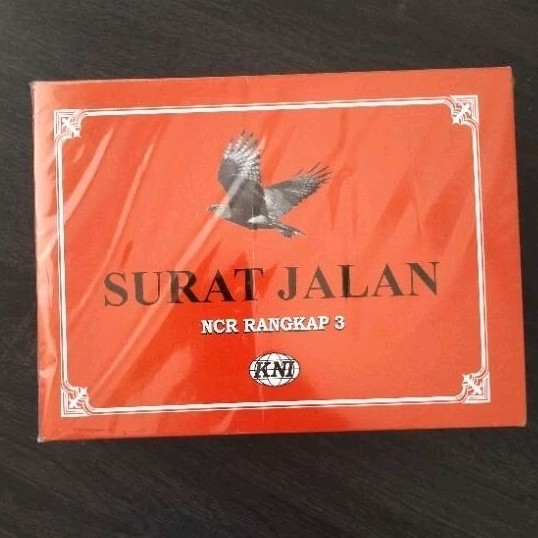 SURAT JALAN
NCR RANGKAP 3
KNI